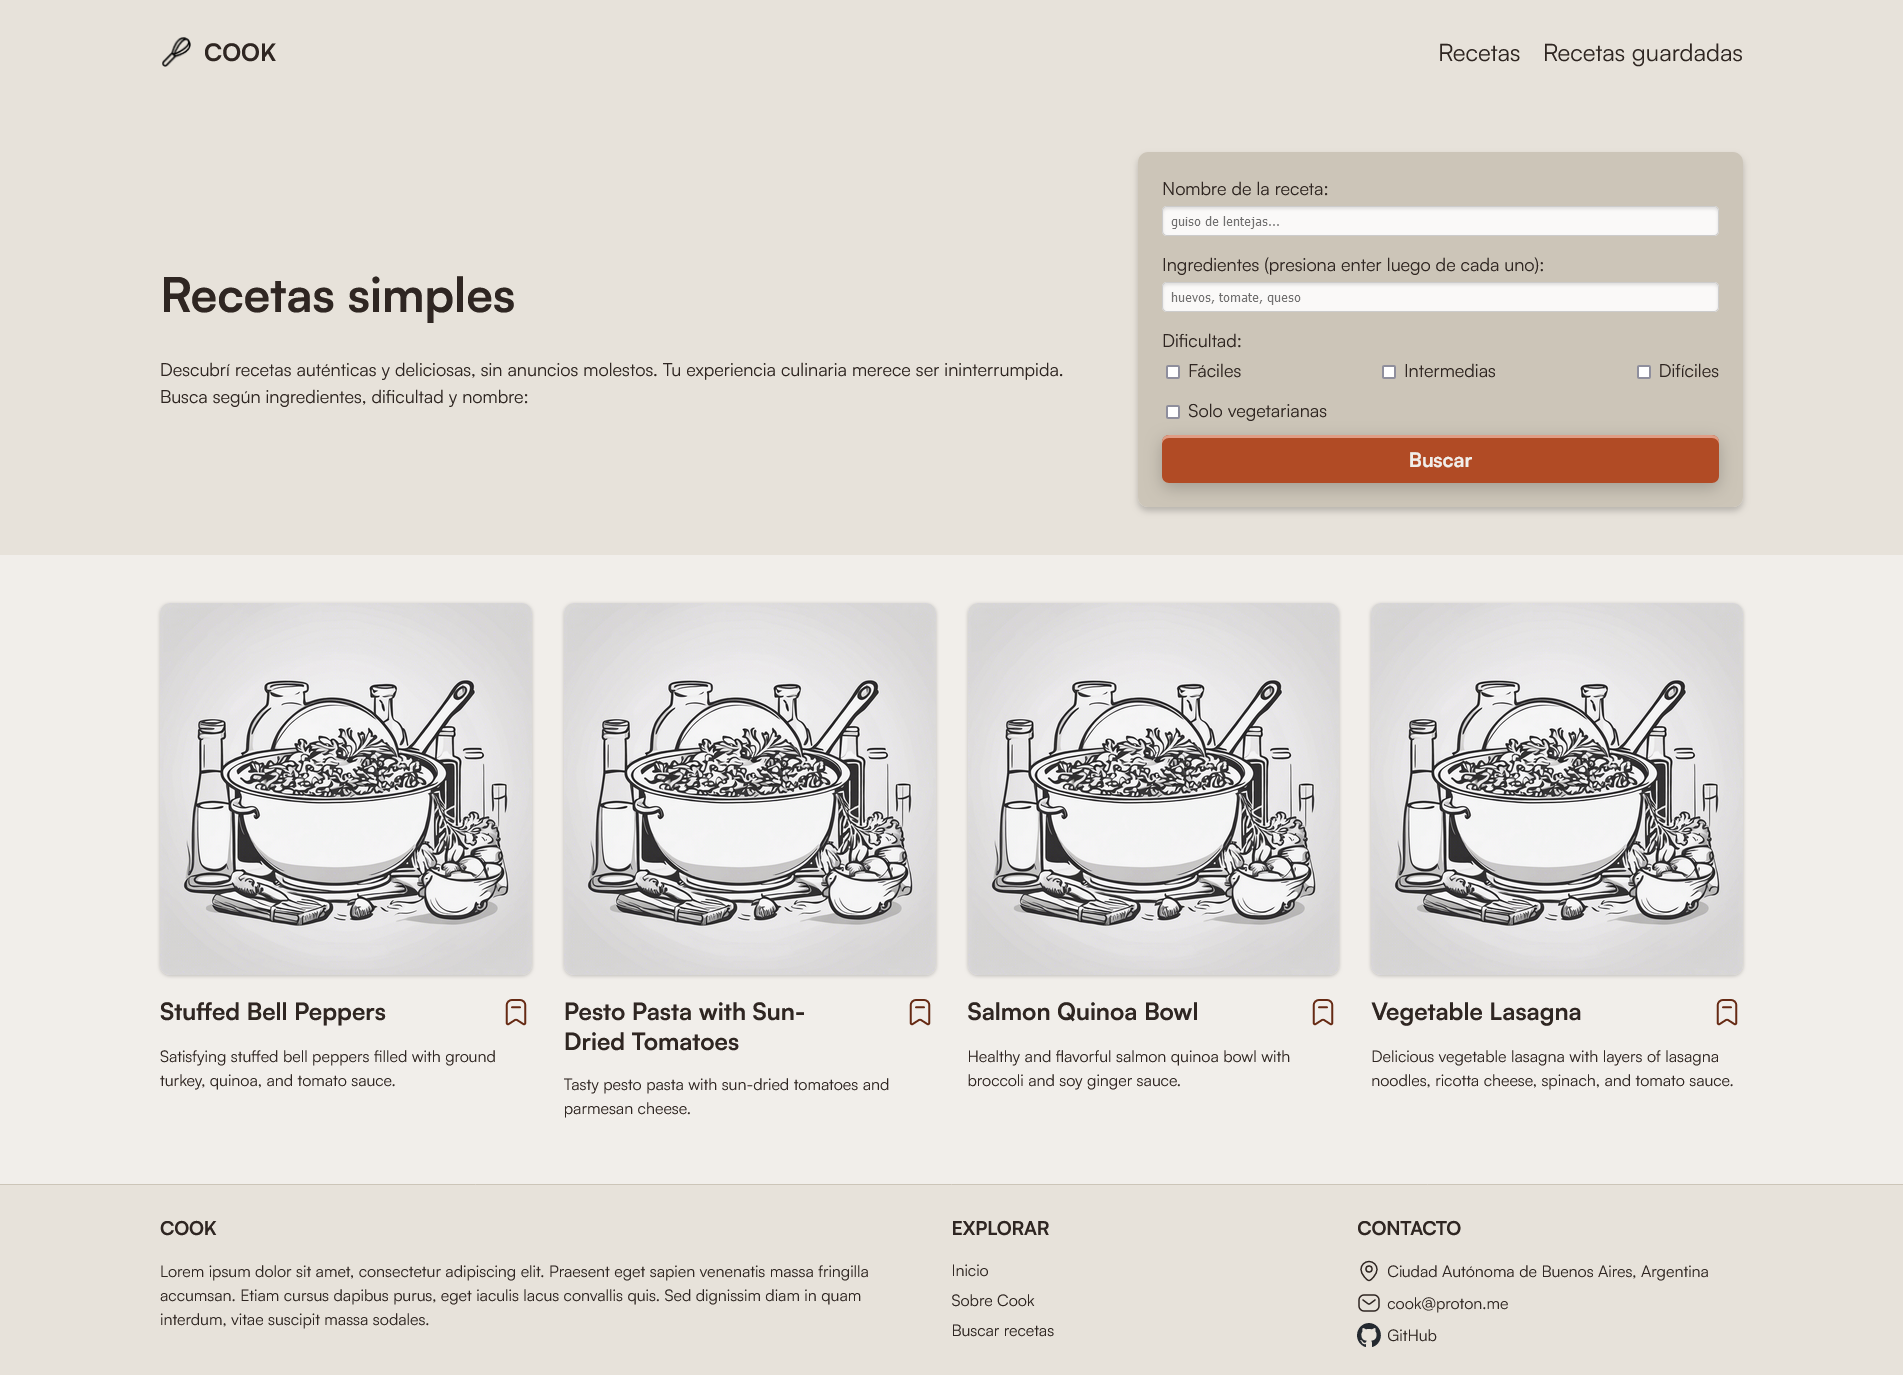 COOK
Recetas
Recetas guardadas
Recetas simples
Descubrí recetas auténticas y deliciosas, sin anuncios molestos. Tu experiencia culinaria merece ser ininterrumpida.
Busca según ingredientes, dificultad y nombre:
Nombre de la receta:
guiso de lentejas...
Ingredientes (presiona enter luego de cada uno):
huevos, tomate, queso
Dificultad:
Fáciles
Intermedias
Difíciles
Solo vegetarianas
Buscar
Stuffed Bell Peppers
Satisfying stuffed bell peppers filled with ground
turkey, quinoa, and tomato sauce.
Pesto Pasta with Sun-
Dried Tomatoes
Tasty pesto pasta with sun-dried tomatoes and
parmesan cheese.
Salmon Quinoa Bowl
Healthy and flavorful salmon quinoa bowl with
broccoli and soy ginger sauce.
Vegetable Lasagna
Delicious vegetable lasagna with layers of lasagna
noodles, ricotta cheese, spinach, and tomato sauce.
COOK
Lorem ipsum dolor sit amet, consectetur adipiscing elit. Praesent eget sapien venenatis massa fringilla
accumsan. Etiam cursus dapibus purus, eget iaculis lacus convallis quis. Sed dignissim diam in quam
interdum, vitae suscipit massa sodales.
EXPLORAR
Inicio
Sobre Cook
Buscar recetas
CONTACTO
Ciudad Autónoma de Buenos Aires, Argentina
cook@proton.me
GitHub